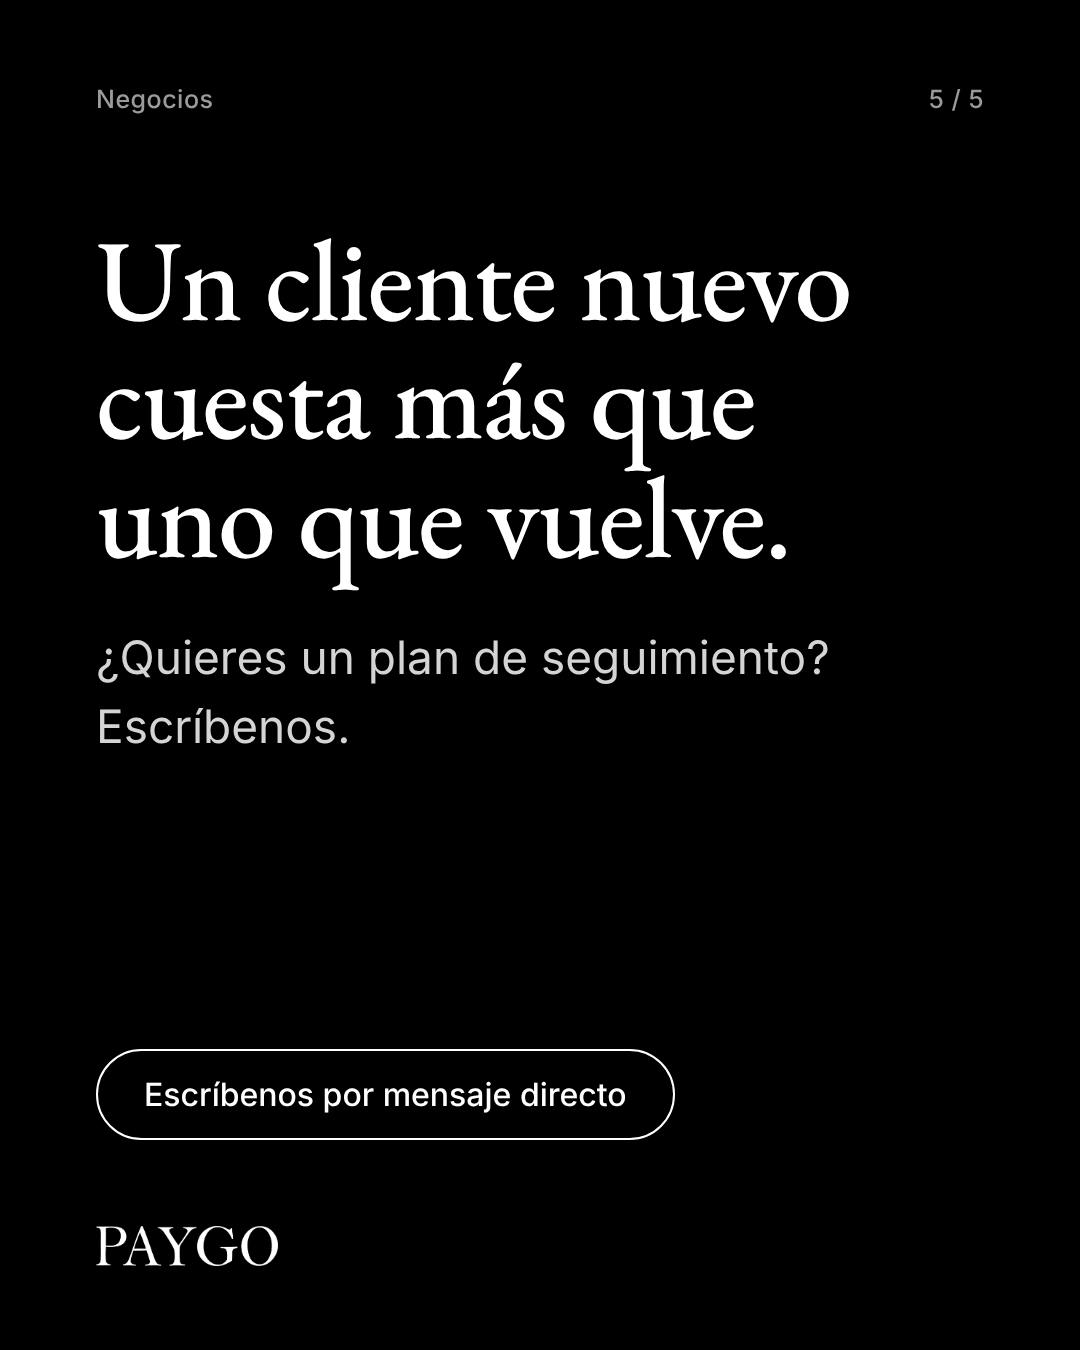 Negocios
5 / 5
Un cliente nuevo
cuesta más que
uno que vuelve.
¿Quieres un plan de seguimiento?
Escríbenos.
Escríbenos por mensaje directo
PAYGO